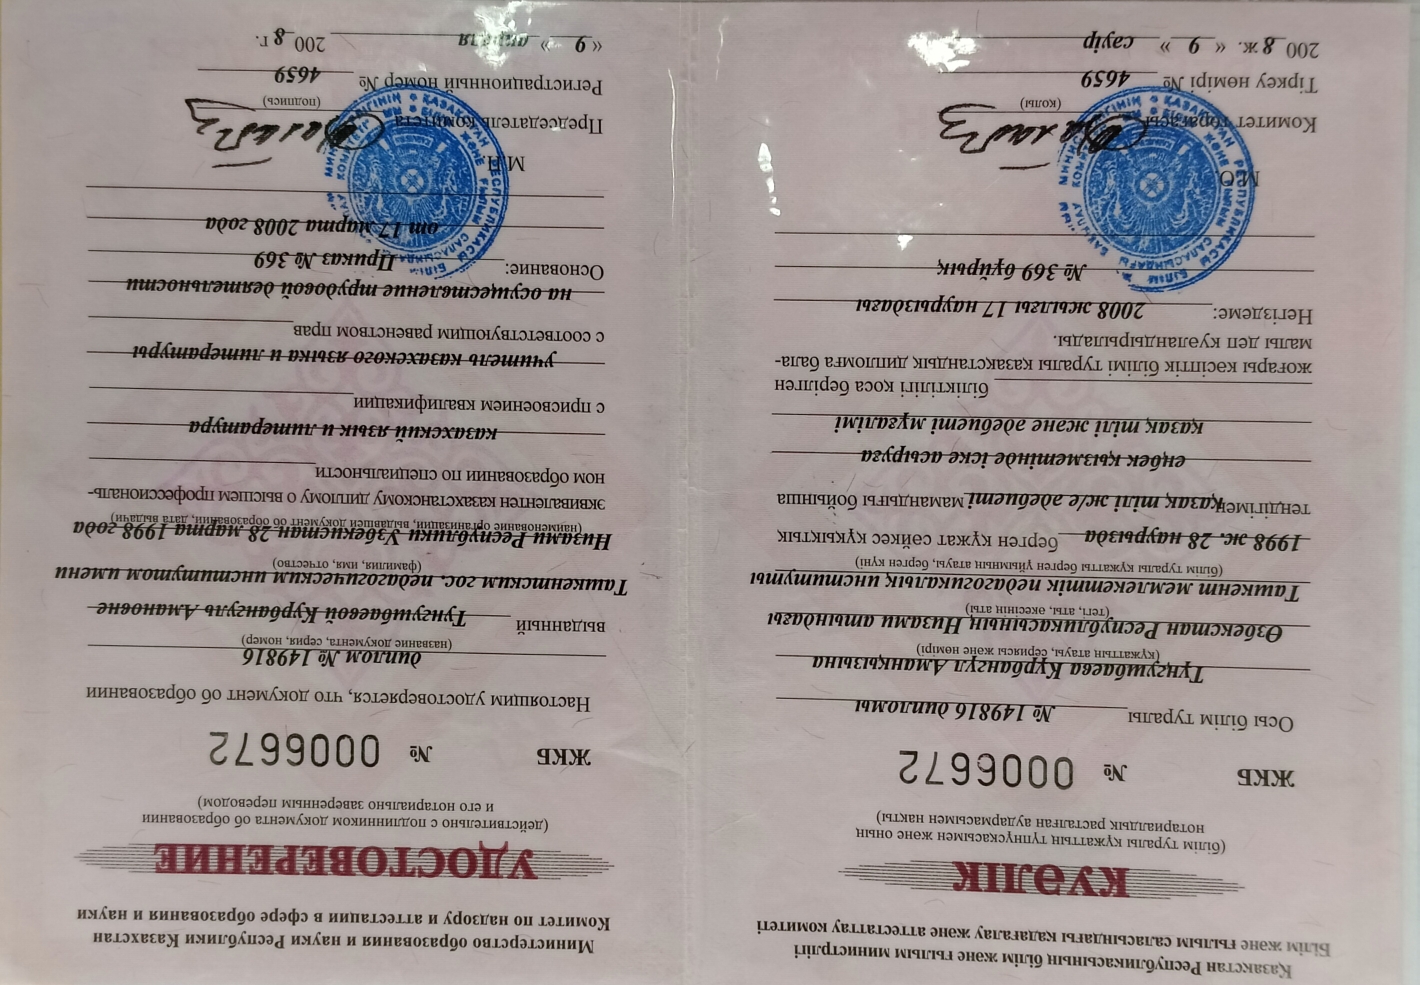 Қазақстан Республикасының білім және ғылым министрлігі
Білім және ғылым саласындағы қадағалау және аттестаттау комитеті
КУӘЛІК
(білім туралы құжаттың түпнұсқасымен және оның
нотариалдық расталған аудармасымен нақты)
ЖКБ № 0006672
Осы білім туралы № 149816 дипломы
Тұңғушбаева Құрбангул Аманқызына
(құжаттың атауы, сериясы және нөмірі)
Өзбекстан Республикасының Низами атындағы
(тегі, аты, әкесінің аты)
Ташкент мемлекеттік педагогикалық институты
(білім туралы құжатты берген ұйымның атауы, берген күні)
1998 ж. 28 наурызда берген құжат сәйкес құқықтық
теңдігімен қазақ тілі ж/е әдебиеті мамандығы бойынша
еңбек қызметінде іске асыруға
қазақ тілі және әдебиеті мұғалімі
біліктілігі қоса берілген
жоғары кәсіптік білімі туралы қазақстандық дипломға бала-
малы деп куәландырылады.
Негіздеме: 2008 жылғы 17 наурыздағы
№ 369 бұйрық
М.О.
Комитет төрағасы
(қолы)
Тіркеу нөмірі № 4659
200 8 ж. « 9 » сәуір
Министерство образования и науки Республики Казахстан
Комитет по надзору и аттестации в сфере образования и науки
УДОСТОВЕРЕНИЕ
(действительно с подлинником документа об образовании
и его нотариально заверенным переводом)
ЖКБ № 0006672
Настоящим удостоверяется, что документ об образовании
диплом № 149816
(название документа, серия, номер)
выданный Тунгушбаевой Курбангуль Амановне
(фамилия, имя, отчество)
Ташкентским гос. педагогическим институтом имени
Низами Республики Узбекистан 28 марта 1998 года
(наименование организации, выдавшей документ об образовании, дата выдачи)
эквивалентен казахстанскому диплому о высшем профессиональ-
ном образовании по специальности
казахский язык и литература
с присвоением квалификации
учитель казахского языка и литературы
с соответствующим равенством прав
на осуществление трудовой деятельности
Основание: Приказ № 369
от 17 марта 2008 года
М.П.
Председатель комитета
(подпись)
Регистрационный номер № 4659
« 9 » апреля 200 8 г.